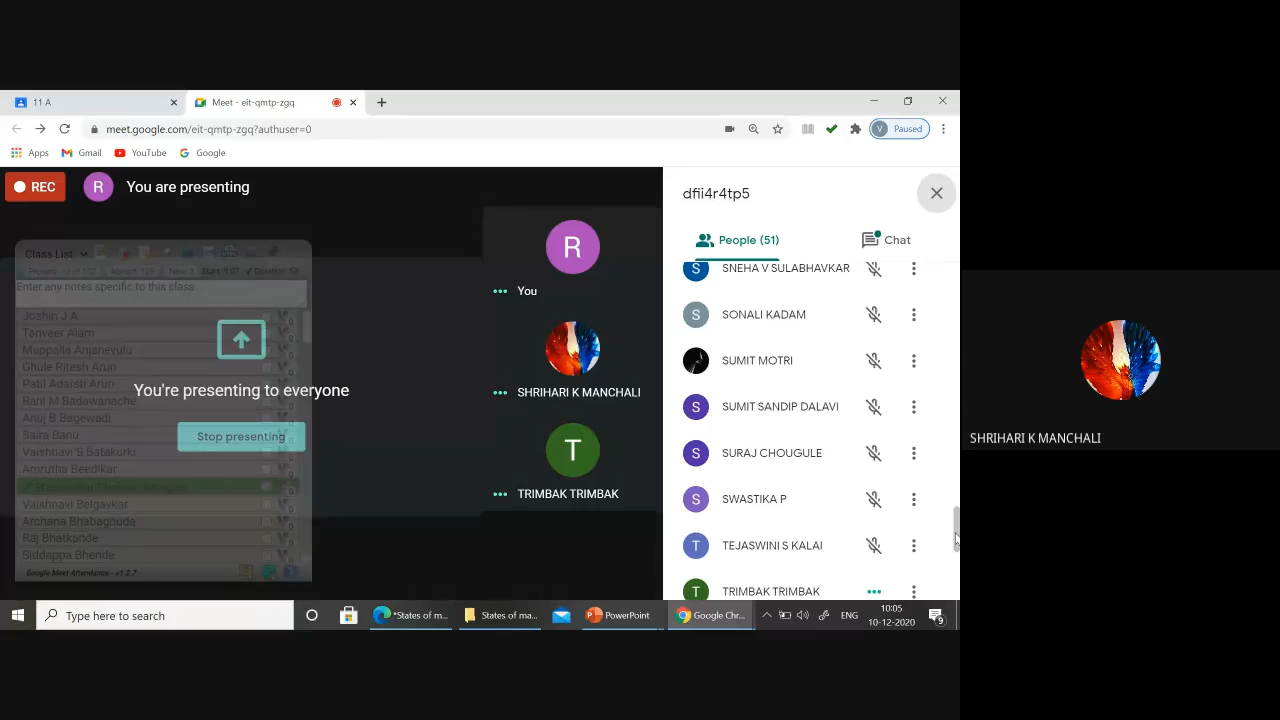 11 A
Meet - eit-qmtp-zgq
meet.google.com/eit-qmtp-zgq?authuser=0
V Paused
Apps Gmail YouTube Google
REC R You are presenting
Class List
Enter any notes specific to this class.
Joshin J A
Tanveer Alam
Muppalla Anjaneyulu
Ghule Ritesh Arun
Patil Adarsh Arun
Rani M Badawanache
Anuj B Bagewadi
Saira Banu
Vaishnavi S Batakurki
Amrutha Beedikar
Vaishnavi Belgavkar
Archana Bhabagouda
Raj Bhatkande
Siddappa Bhende
Google Meet Attendance - v1.2.7
You're presenting to everyone
Stop presenting
R
You
SHRIHARI K MANCHALI
T
TRIMBAK TRIMBAK
dfii4r4tp5
People (51) Chat
S SNEHA V SULABHAVKAR
S SONALI KADAM
SUMIT MOTRI
S SUMIT SANDIP DALAVI
S SURAJ CHOUGULE
S SWASTIKA P
T TEJASWINI S KALAI
T TRIMBAK TRIMBAK
Type here to search
*States of m...
States of ma...
PowerPoint
Google Chr...
ENG
10:05
10-12-2020
9
SHRIHARI K MANCHALI